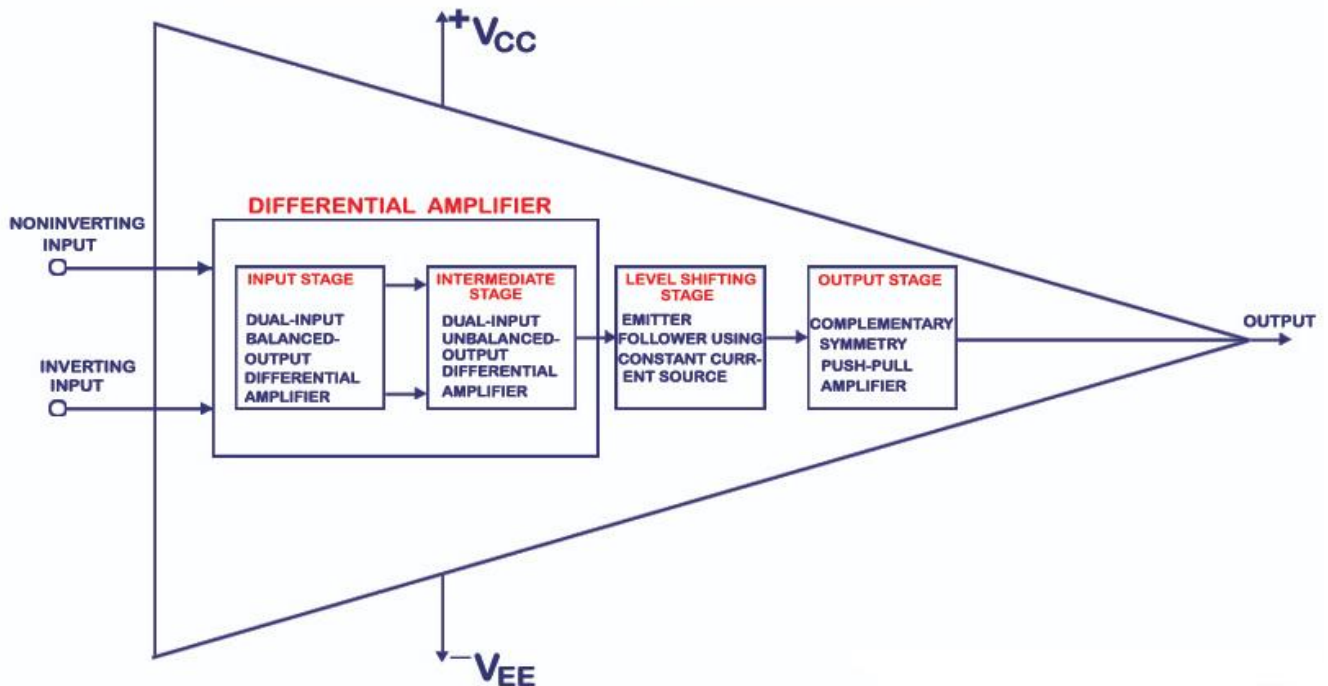 +VCC
DIFFERENTIAL AMPLIFIER
NONINVERTING
INPUT
INVERTING
INPUT
INPUT STAGE
DUAL-INPUT
BALANCED-
OUTPUT
DIFFERENTIAL
AMPLIFIER
INTERMEDIATE
STAGE
DUAL-INPUT
UNBALANCED-
OUTPUT
DIFFERENTIAL
AMPLIFIER
LEVEL SHIFTING
STAGE
EMITTER
FOLLOWER USING
CONSTANT CURR-
ENT SOURCE
OUTPUT STAGE
COMPLEMENTARY
SYMMETRY
PUSH-PULL
AMPLIFIER
OUTPUT
-VEE